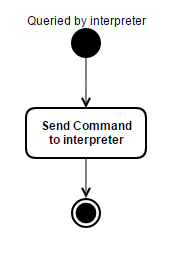 Queried by interpreter
Send Command
to interpreter